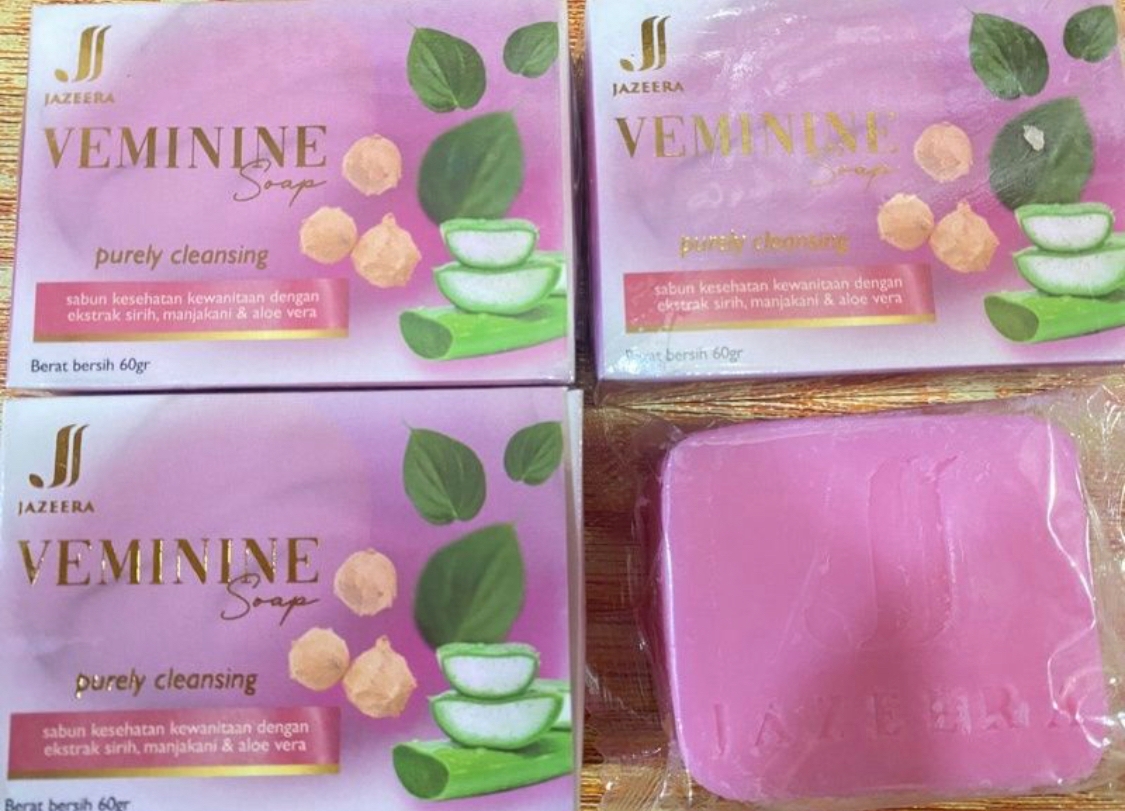 JAZEERA
VEMININE
Soap
purely cleansing
sabun kesehatan kewanitaan dengan
ekstrak sirih, manjakani & aloe vera
Berat bersih 60gr
JAZEERA
VEMININE
Soap
purely cleansing
sabun kesehatan kewanitaan dengan
ekstrak sirih, manjakani & aloe vera
Berat bersih 60gr
JAZEERA
VEMININE
Soap
purely cleansing
sabun kesehatan kewanitaan dengan
ekstrak sirih, manjakani & aloe vera
Berat bersih 60gr
JAZEERA